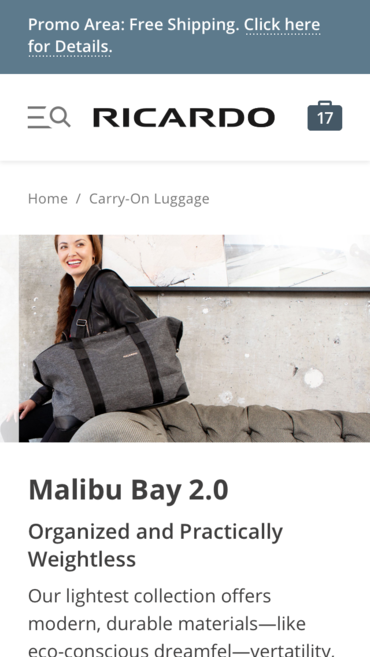 Promo Area: Free Shipping. Click here
for Details.
RICARDO
17
Home / Carry-On Luggage
Malibu Bay 2.0
Organized and Practically
Weightless
Our lightest collection offers
modern, durable materials—like
eco-conscious dreamfel—vertatility.